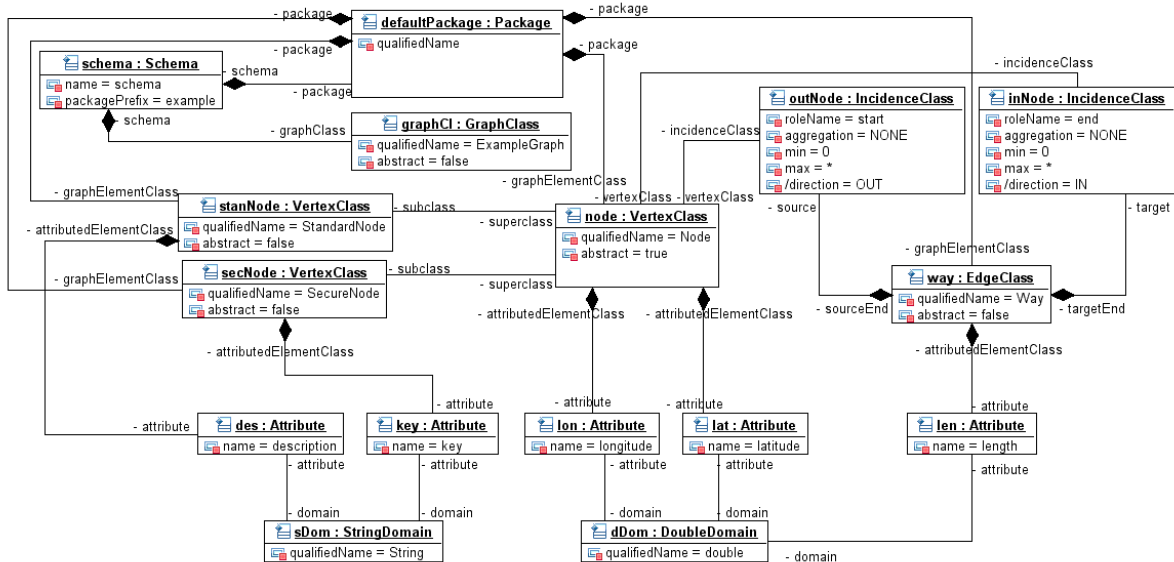 - package
defaultPackage : Package
- package
- package
qualifiedName
- package
schema : Schema
- schema
name = schema
packagePrefix = example
- package
- schema
- graphClass
graphCl : GraphClass
qualifiedName = ExampleGraph
abstract = false
- incidenceClass
- incidenceClass
outNode : IncidenceClass
roleName = start
aggregation = NONE
min = 0
max = *
/direction = OUT
inNode : IncidenceClass
roleName = end
aggregation = NONE
min = 0
max = *
/direction = IN
- graphElementClass
- graphElementClass
- vertexClass
- vertexClass
- source
- target
- attributedElementClass
stanNode : VertexClass
qualifiedName = StandardNode
abstract = false
- subclass
- superclass
node : VertexClass
qualifiedName = Node
abstract = true
- graphElementClass
- graphElementClass
secNode : VertexClass
qualifiedName = SecureNode
abstract = false
- subclass
- superclass
way : EdgeClass
qualifiedName = Way
abstract = false
- sourceEnd
- targetEnd
- attributedElementClass
- attributedElementClass
- attributedElementClass
- attributedElementClass
- attribute
- attribute
- attribute
- attribute
- attribute
des : Attribute
name = description
key : Attribute
name = key
lon : Attribute
name = longitude
lat : Attribute
name = latitude
len : Attribute
name = length
- attribute
- attribute
- attribute
- attribute
- attribute
- domain
- domain
- domain
- domain
sDom : StringDomain
qualifiedName = String
dDom : DoubleDomain
qualifiedName = double
- domain